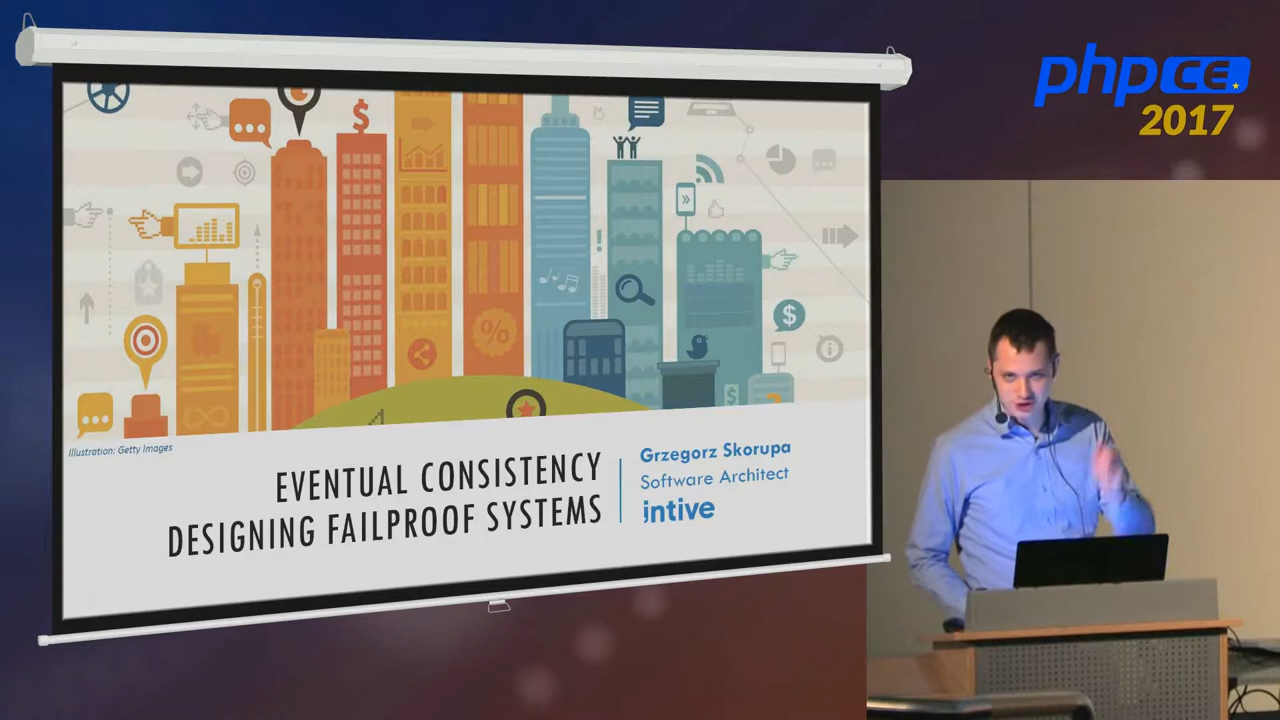 phpCE
2017
Illustration: Getty Images
EVENTUAL CONSISTENCY
DESIGNING FAILPROOF SYSTEMS
Grzegorz Skorupa
Software Architect
intive